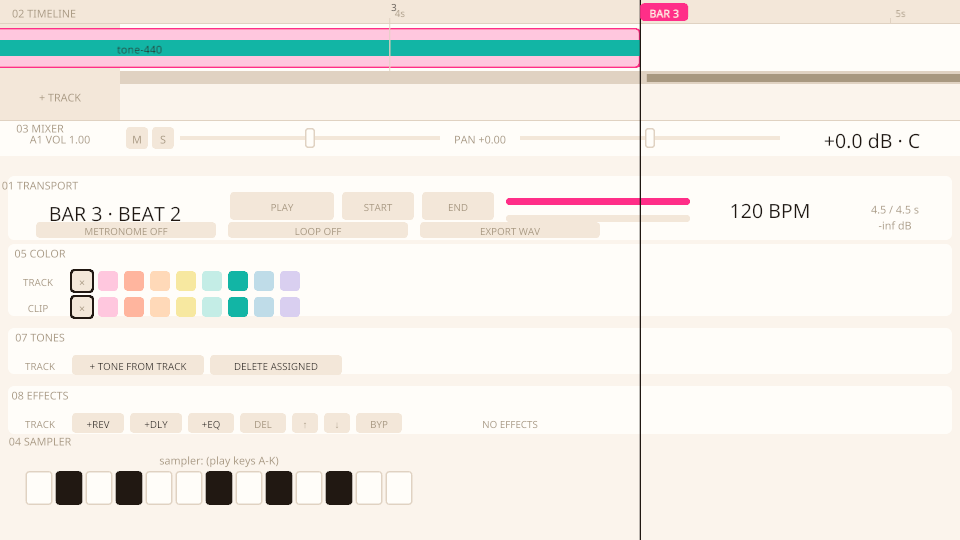 02 TIMELINE
3
4s
BAR 3
5s
tone-440
+ TRACK
03 MIXER
A1 VOL 1.00
M
S
PAN +0.00
+0.0 dB · C
01 TRANSPORT
BAR 3 · BEAT 2
PLAY
START
END
120 BPM
4.5 / 4.5 s
-inf dB
METRONOME OFF
LOOP OFF
EXPORT WAV
05 COLOR
TRACK
×
CLIP
×
07 TONES
TRACK
+ TONE FROM TRACK
DELETE ASSIGNED
08 EFFECTS
TRACK
+REV
+DLY
+EQ
DEL
↑
↓
BYP
NO EFFECTS
04 SAMPLER
sampler: (play keys A-K)